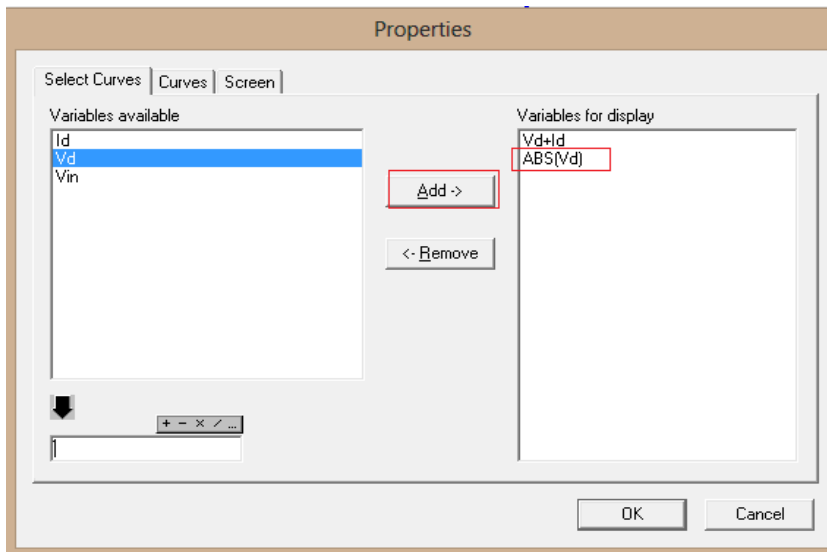 Properties
Select Curves Curves Screen
Variables available
Id
Vd
Vin
Add ->
<- Remove
Variables for display
Vd+Id
ABS(Vd)
+ - × / ...
OK Cancel